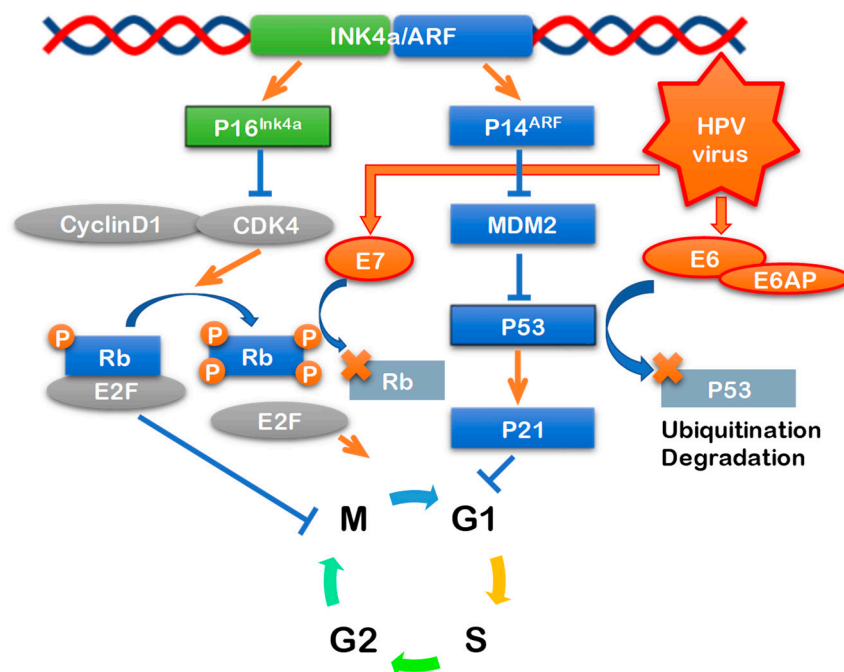 INK4a/ARF
P16Ink4a
P14ARF
HPV
virus
CyclinD1
CDK4
MDM2
E7
E6
E6AP
P
Rb
E2F
P
P
Rb
P
P
P53
Rb
P53
E2F
P21
Ubiquitination
Degradation
M
G1
G2
S